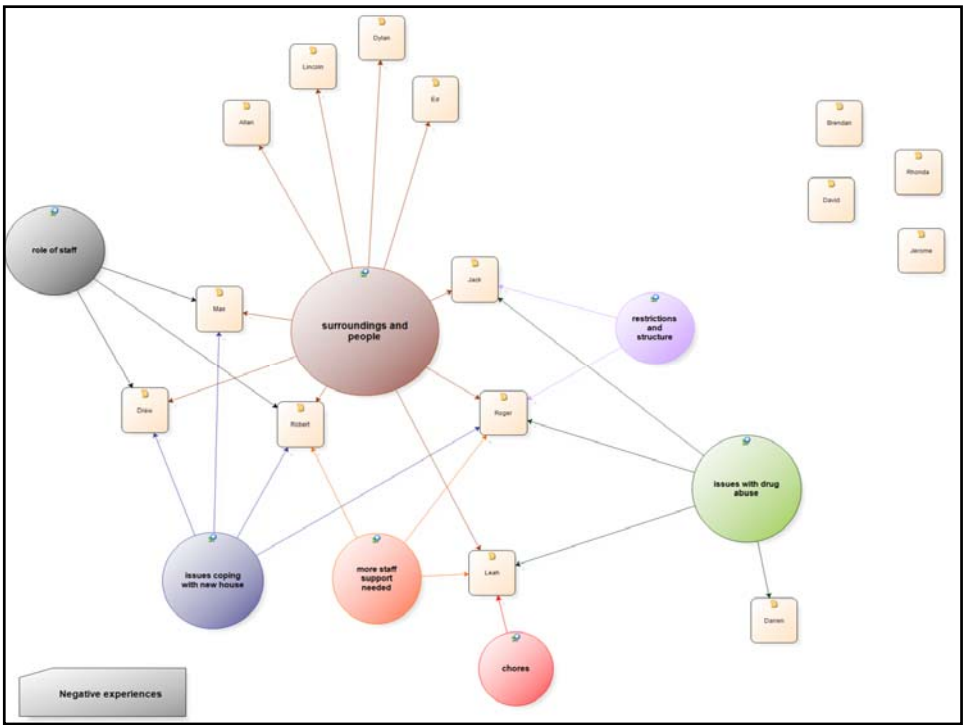 Dylan
Lincoln
Ed
Allan
Brendan
Rhonda
David
Jerome
role of staff
Jack
Max
surroundings and
people
restrictions
and
structure
Drew
Robert
Roger
issues with drug
abuse
issues coping
with new house
more staff
support
needed
Leah
Darren
chores
Negative experiences